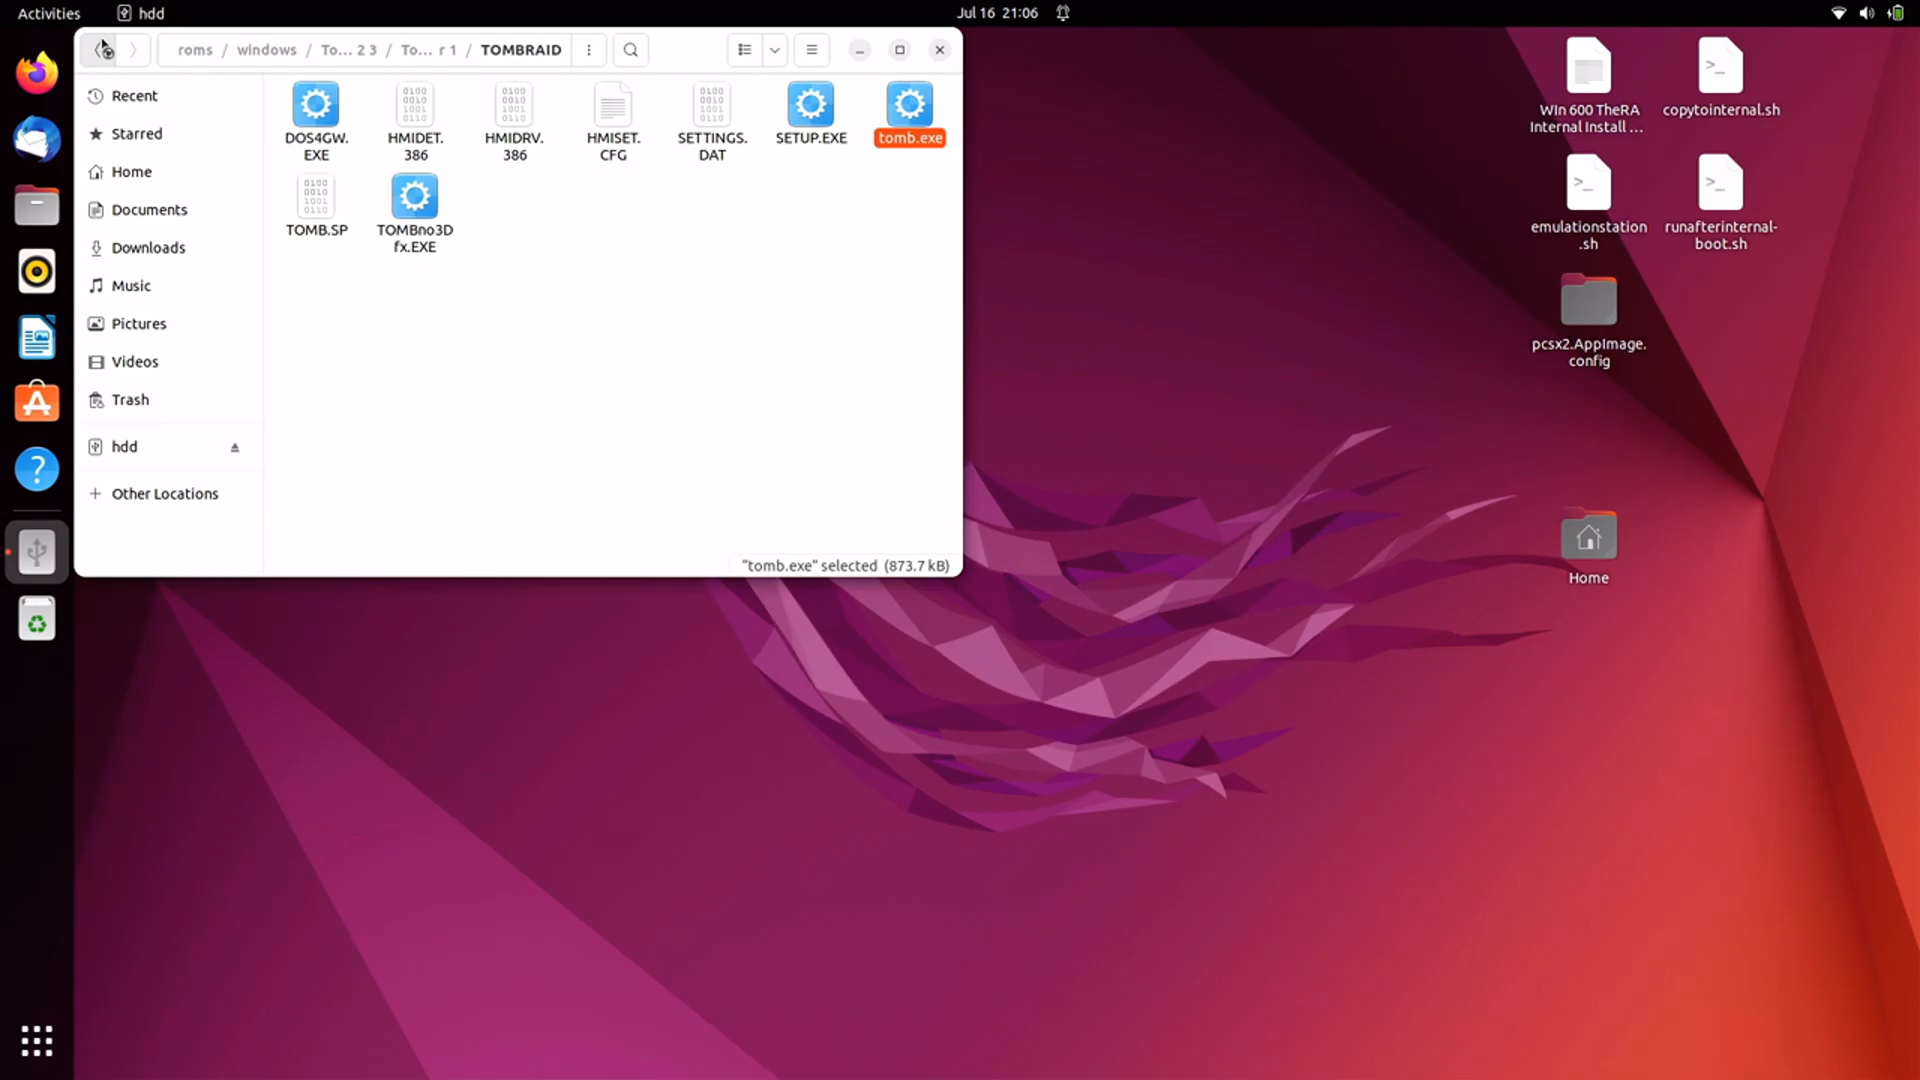 Activities
hdd
Jul 16 21:06
roms / windows / To... 2 3 / To... r 1 / TOMBRAID
Recent
Starred
Home
Documents
Downloads
Music
Pictures
Videos
Trash
hdd
Other Locations
DOS4GW.
EXE
HMIDET.
386
HMIDRV.
386
HMISET.
CFG
SETTINGS.
DAT
SETUP.EXE
tomb.exe
TOMB.SP
TOMBno3D
fx.EXE
"tomb.exe" selected (873.7 kB)
WIn 600 TheRA
Internal Install ...
copytointernal.sh
emulationstation
.sh
runafterinternal-
boot.sh
pcsx2.AppImage.
config
Home